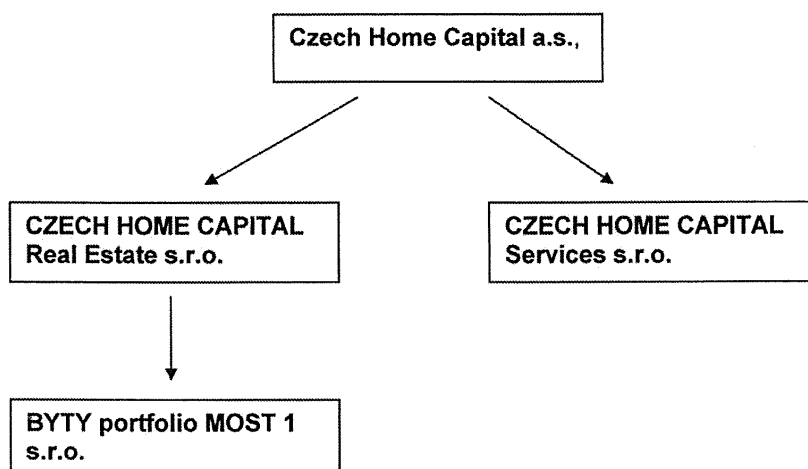 Czech Home Capital a.s.,
CZECH HOME CAPITAL
Real Estate s.r.o.
CZECH HOME CAPITAL
Services s.r.o.
BYTY portfolio MOST 1
s.r.o.